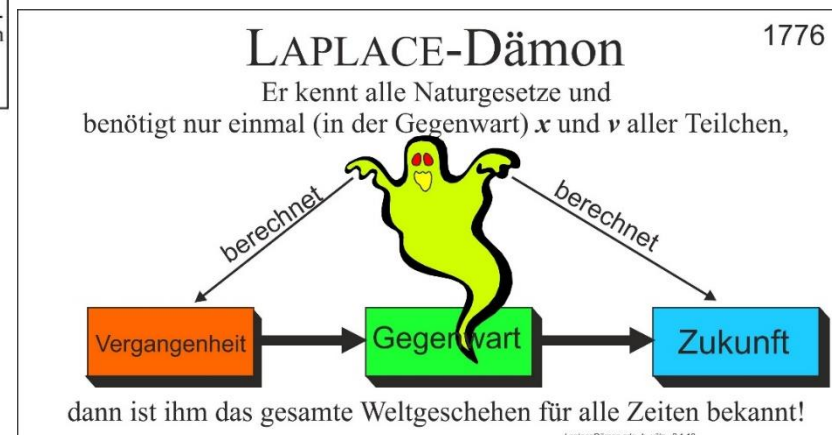 n
LAPLACE-Dämon
1776
Er kennt alle Naturgesetze und
benötigt nur einmal (in der Gegenwart) x und v aller Teilchen,
berechnet
berechnet
Vergangenheit
Gegenwart
Zukunft
dann ist ihm das gesamte Weltgeschehen für alle Zeiten bekannt!